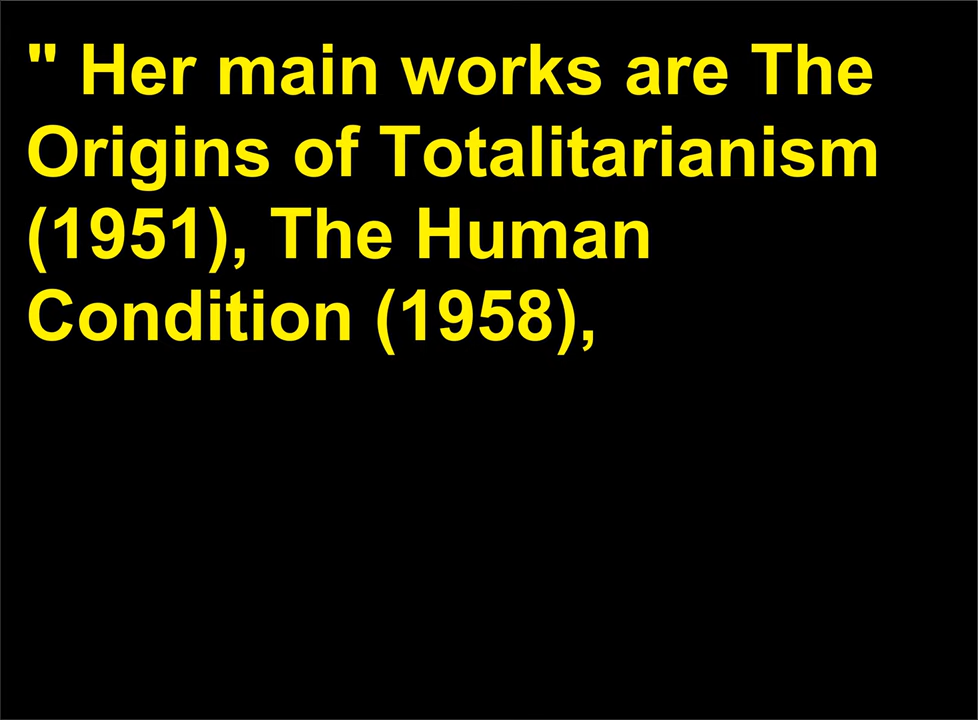 " Her main works are The
Origins of Totalitarianism
(1951), The Human
Condition (1958),